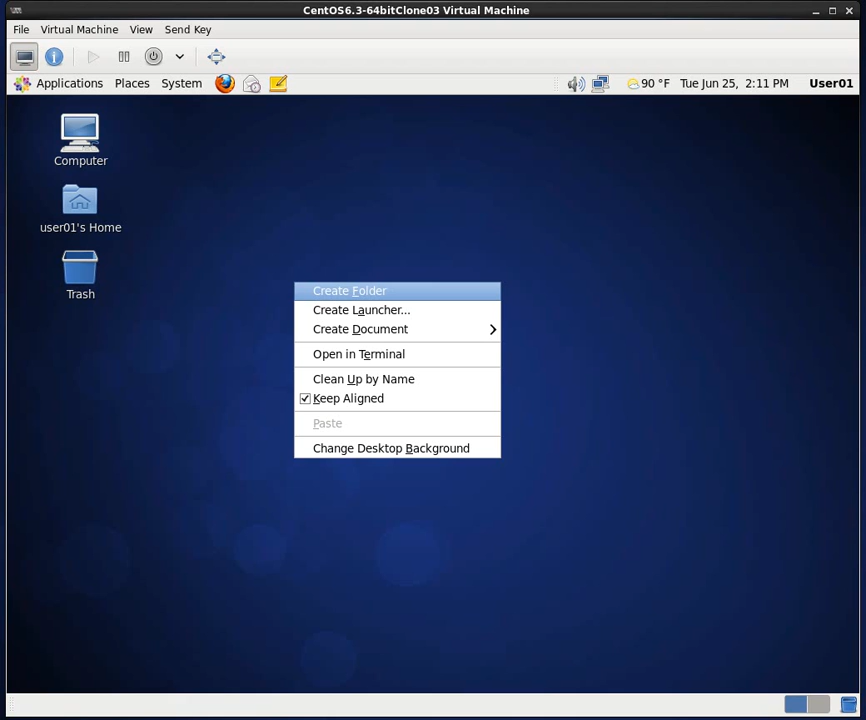 CentOS6.3-64bitClone03 Virtual Machine
File Virtual Machine View Send Key
Applications Places System 90 °F Tue Jun 25, 2:11 PM User01
Computer
user01's Home
Trash
Create Folder
Create Launcher...
Create Document
Open in Terminal
Clean Up by Name
Keep Aligned
Paste
Change Desktop Background